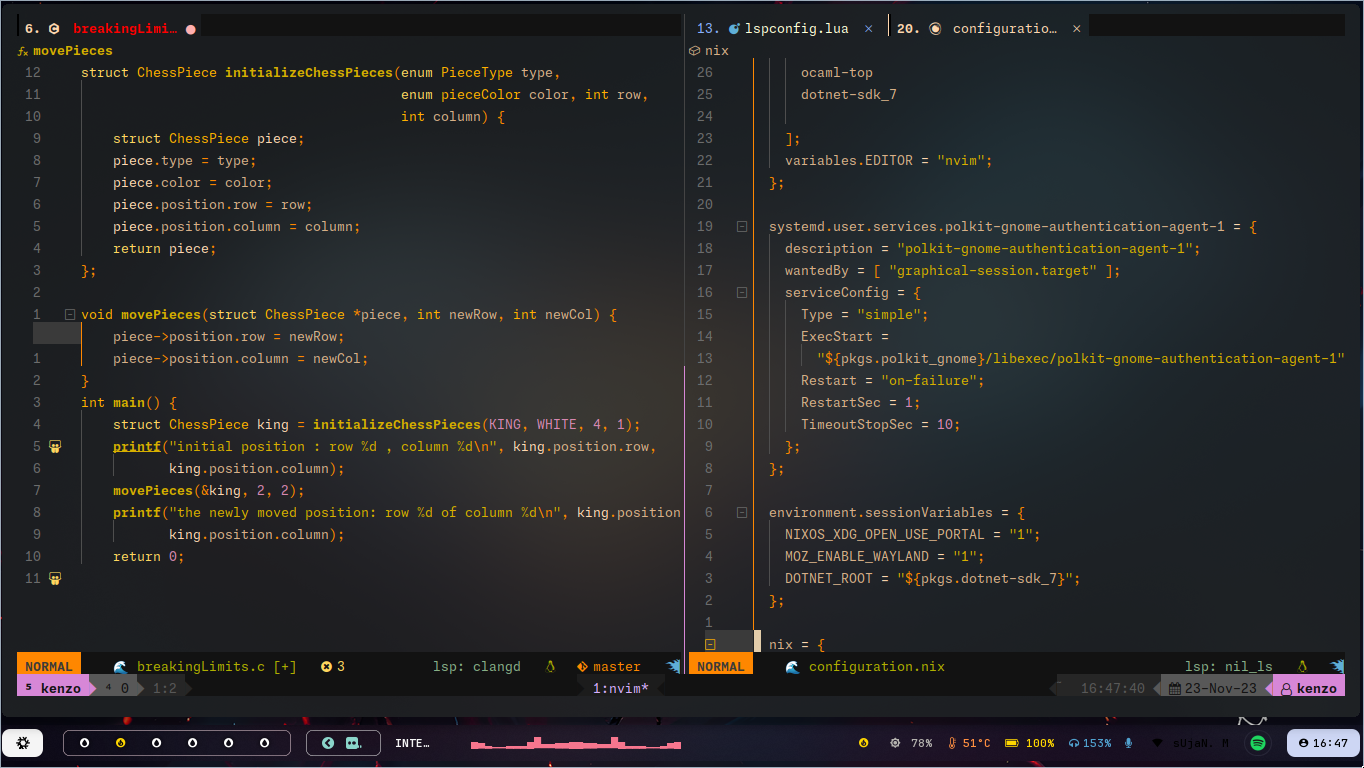 6. breakingLimi…
movePieces
12 struct ChessPiece initializeChessPieces(enum PieceType type,
11 enum pieceColor color, int row,
10 int column) {
9 struct ChessPiece piece;
8 piece.type = type;
7 piece.color = color;
6 piece.position.row = row;
5 piece.position.column = column;
4 return piece;
3 };
2
1 void movePieces(struct ChessPiece *piece, int newRow, int newCol) {
piece->position.row = newRow;
1 piece->position.column = newCol;
2 }
3 int main() {
4 struct ChessPiece king = initializeChessPieces(KING, WHITE, 4, 1);
5 printf("initial position : row %d , column %d\n", king.position.row,
6 king.position.column);
7 movePieces(&king, 2, 2);
8 printf("the newly moved position: row %d of column %d\n", king.position
9 king.position.column);
10 return 0;
11
NORMAL breakingLimits.c [+] 3 lsp: clangd master
13. lspconfig.lua × 20. configuratio… ×
nix
26 ocaml-top
25 dotnet-sdk_7
24
23 ];
22 variables.EDITOR = "nvim";
21 };
20
19 systemd.user.services.polkit-gnome-authentication-agent-1 = {
18 description = "polkit-gnome-authentication-agent-1";
17 wantedBy = [ "graphical-session.target" ];
16 serviceConfig = {
15 Type = "simple";
14 ExecStart =
13 "${pkgs.polkit_gnome}/libexec/polkit-gnome-authentication-agent-1"
12 Restart = "on-failure";
11 RestartSec = 1;
10 TimeoutStopSec = 10;
9 };
8 };
7
6 environment.sessionVariables = {
5 NIXOS_XDG_OPEN_USE_PORTAL = "1";
4 MOZ_ENABLE_WAYLAND = "1";
3 DOTNET_ROOT = "${pkgs.dotnet-sdk_7}";
2 };
1
nix = {
NORMAL configuration.nix lsp: nil_ls
5 kenzo 4 0 1:2 1:nvim* 16:47:40 23-Nov-23 kenzo
INTE… 78% 51°C 100% 153% sUjaN. M 16:47